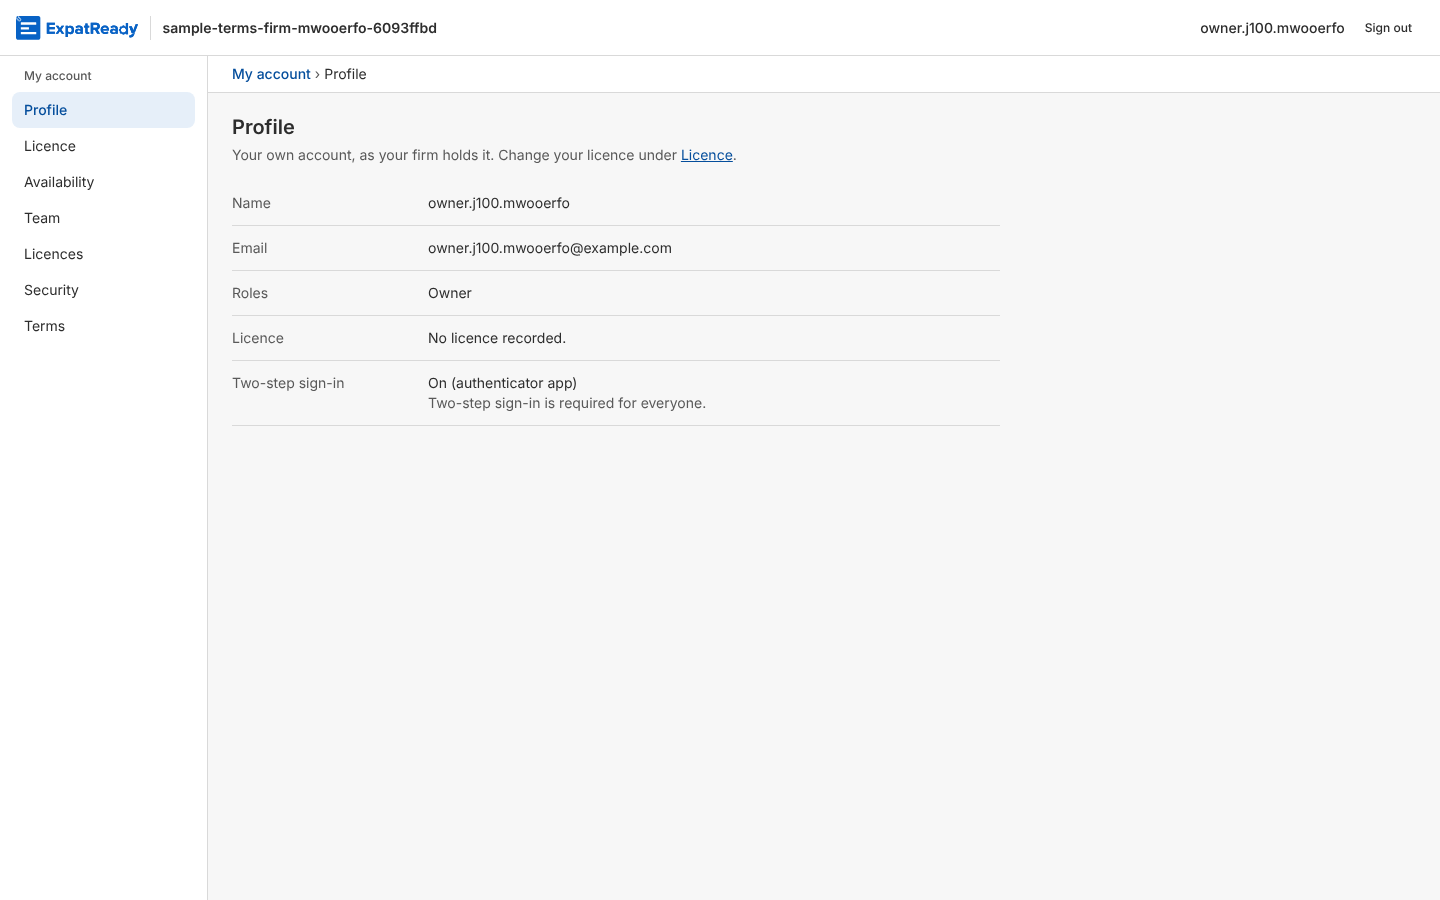 ExpatReady
sample-terms-firm-mwooerfo-6093ffbd
owner.j100.mwooerfo
Sign out
My account
Profile
Licence
Availability
Team
Licences
Security
Terms
My account › Profile
Profile
Your own account, as your firm holds it. Change your licence under Licence.
Name owner.j100.mwooerfo
Email owner.j100.mwooerfo@example.com
Roles Owner
Licence No licence recorded.
Two-step sign-in On (authenticator app)
Two-step sign-in is required for everyone.